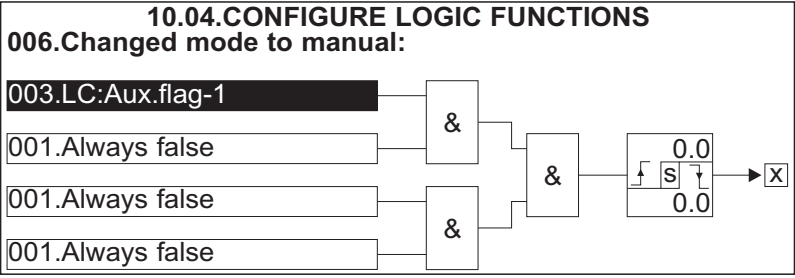 10.04.CONFIGURE LOGIC FUNCTIONS
006.Changed mode to manual:
003.LC:Aux.flag-1
&
001.Always false
&
0.0
S
X
0.0
001.Always false
&
001.Always false